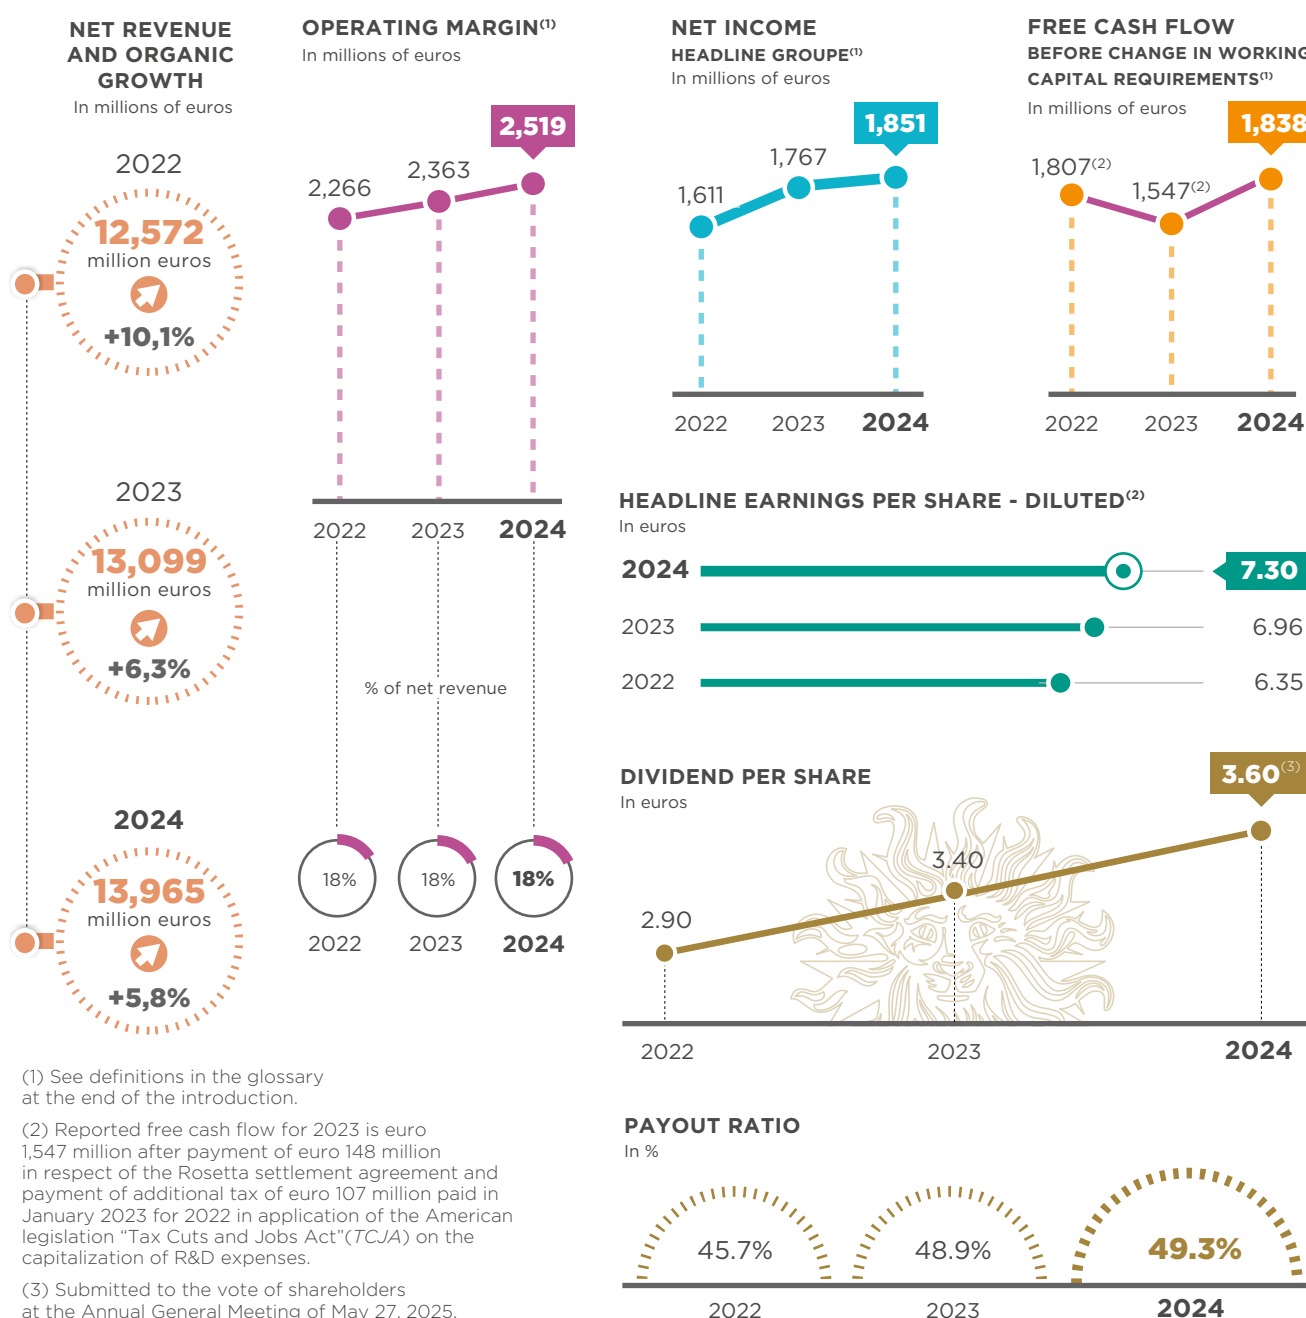 NET REVENUE
AND ORGANIC
GROWTH
In millions of euros
2022
12,572
million euros
+10,1%
2023
13,099
million euros
+6,3%
2024
13,965
million euros
+5,8%
OPERATING MARGIN(1)
In millions of euros
2,519
2,363
2,266
2022 2023 2024
% of net revenue
18% 18% 18%
2022 2023 2024
NET INCOME
HEADLINE GROUPE(1)
In millions of euros
1,851
1,767
1,611
2022 2023 2024
FREE CASH FLOW
BEFORE CHANGE IN WORKING
CAPITAL REQUIREMENTS(1)
In millions of euros
1,838
1,807(2)
1,547(2)
2022 2023 2024
HEADLINE EARNINGS PER SHARE - DILUTED(2)
In euros
2024 7.30
2023 6.96
2022 6.35
DIVIDEND PER SHARE
In euros
3.60(3)
3.40
2.90
2022 2023 2024
PAYOUT RATIO
In %
45.7% 48.9% 49.3%
2022 2023 2024
(1) See definitions in the glossary
at the end of the introduction.
(2) Reported free cash flow for 2023 is euro
1,547 million after payment of euro 148 million
in respect of the Rosetta settlement agreement and
payment of additional tax of euro 107 million paid in
January 2023 for 2022 in application of the American
legislation “Tax Cuts and Jobs Act”(TCJA) on the
capitalization of R&D expenses.
(3) Submitted to the vote of shareholders
at the Annual General Meeting of May 27, 2025.